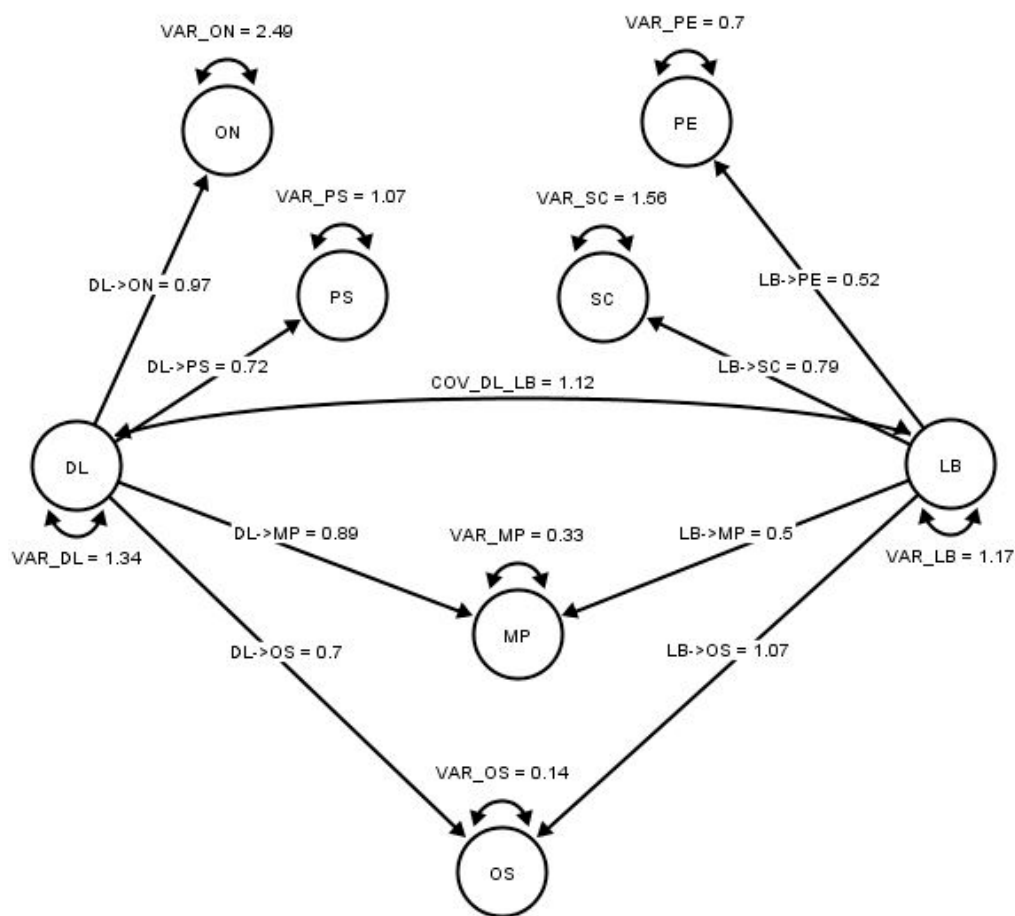 VAR_ON = 2.49
VAR_PE = 0.7
ON
PE
VAR_PS = 1.07
VAR_SC = 1.56
DL->ON = 0.97
LB->PE = 0.52
PS
SC
DL->PS = 0.72
LB->SC = 0.79
COV_DL_LB = 1.12
DL
LB
DL->MP = 0.89
VAR_MP = 0.33
LB->MP = 0.5
VAR_DL = 1.34
VAR_LB = 1.17
MP
DL->OS = 0.7
LB->OS = 1.07
VAR_OS = 0.14
OS